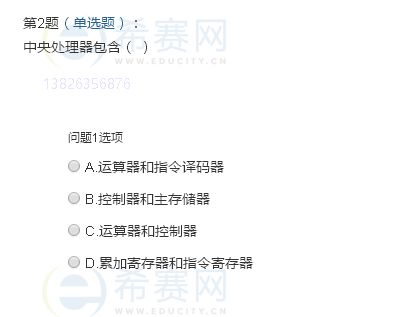 第2题（单选题）：
希赛网
WWW.EDUCITY.CN
中央处理器包含（  ）
13826356876
问题1选项
A.运算器和指令译码器
B.控制器和主存储器
C.运算器和控制器
D.累加寄存器和指令寄存器
希赛网
WWW.EDUCITY.CN